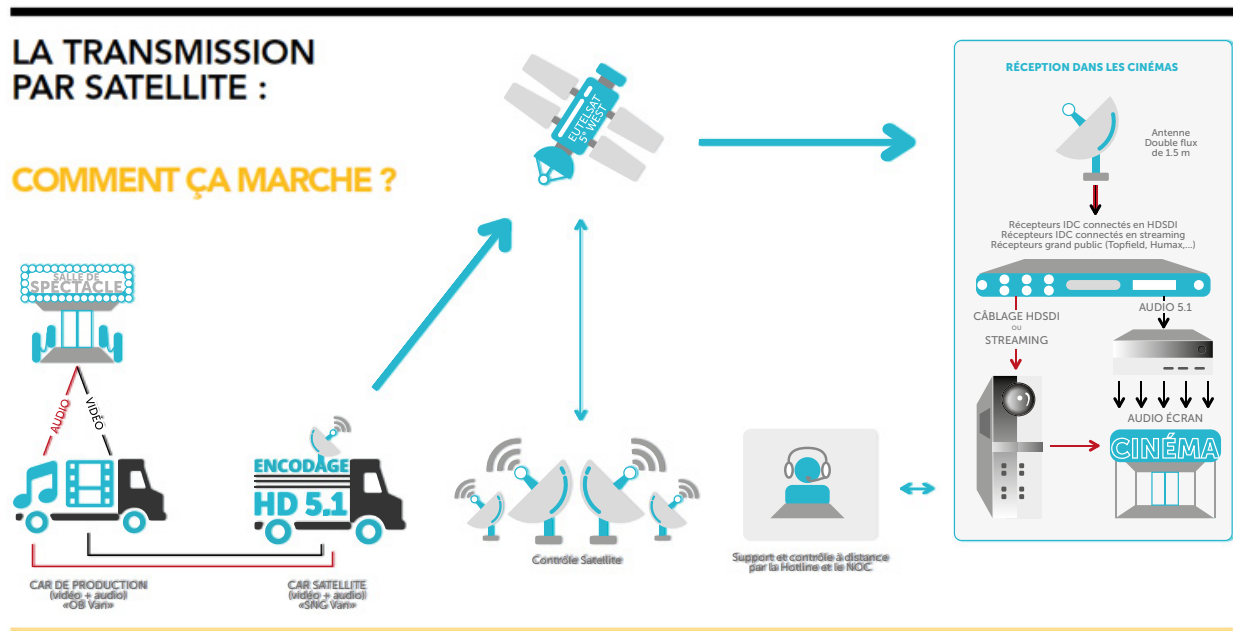 LA TRANSMISSION
PAR SATELLITE :
COMMENT ÇA MARCHE ?
SALLE DE
SPECTACLE
AUDIO
VIDÉO
CAR DE PRODUCTION
(vidéo + audio)
«OB Van»
ENCODAGE
HD 5.1
CAR SATELLITE
(vidéo + audio)
«SNG Van»
EUTELSAT
5° WEST
Contrôle Satellite
Support et contrôle à distance
par la Hotline et le NOC
RÉCEPTION DANS LES CINÉMAS
Antenne
Double flux
de 1.5 m
Récepteurs IDC connectés en HDSDI
Récepteurs IDC connectés en streaming
Récepteurs grand public (Topfield, Humax,...)
CÂBLAGE HDSDI
OU
STREAMING
AUDIO 5.1
AUDIO ÉCRAN
CINÉMA